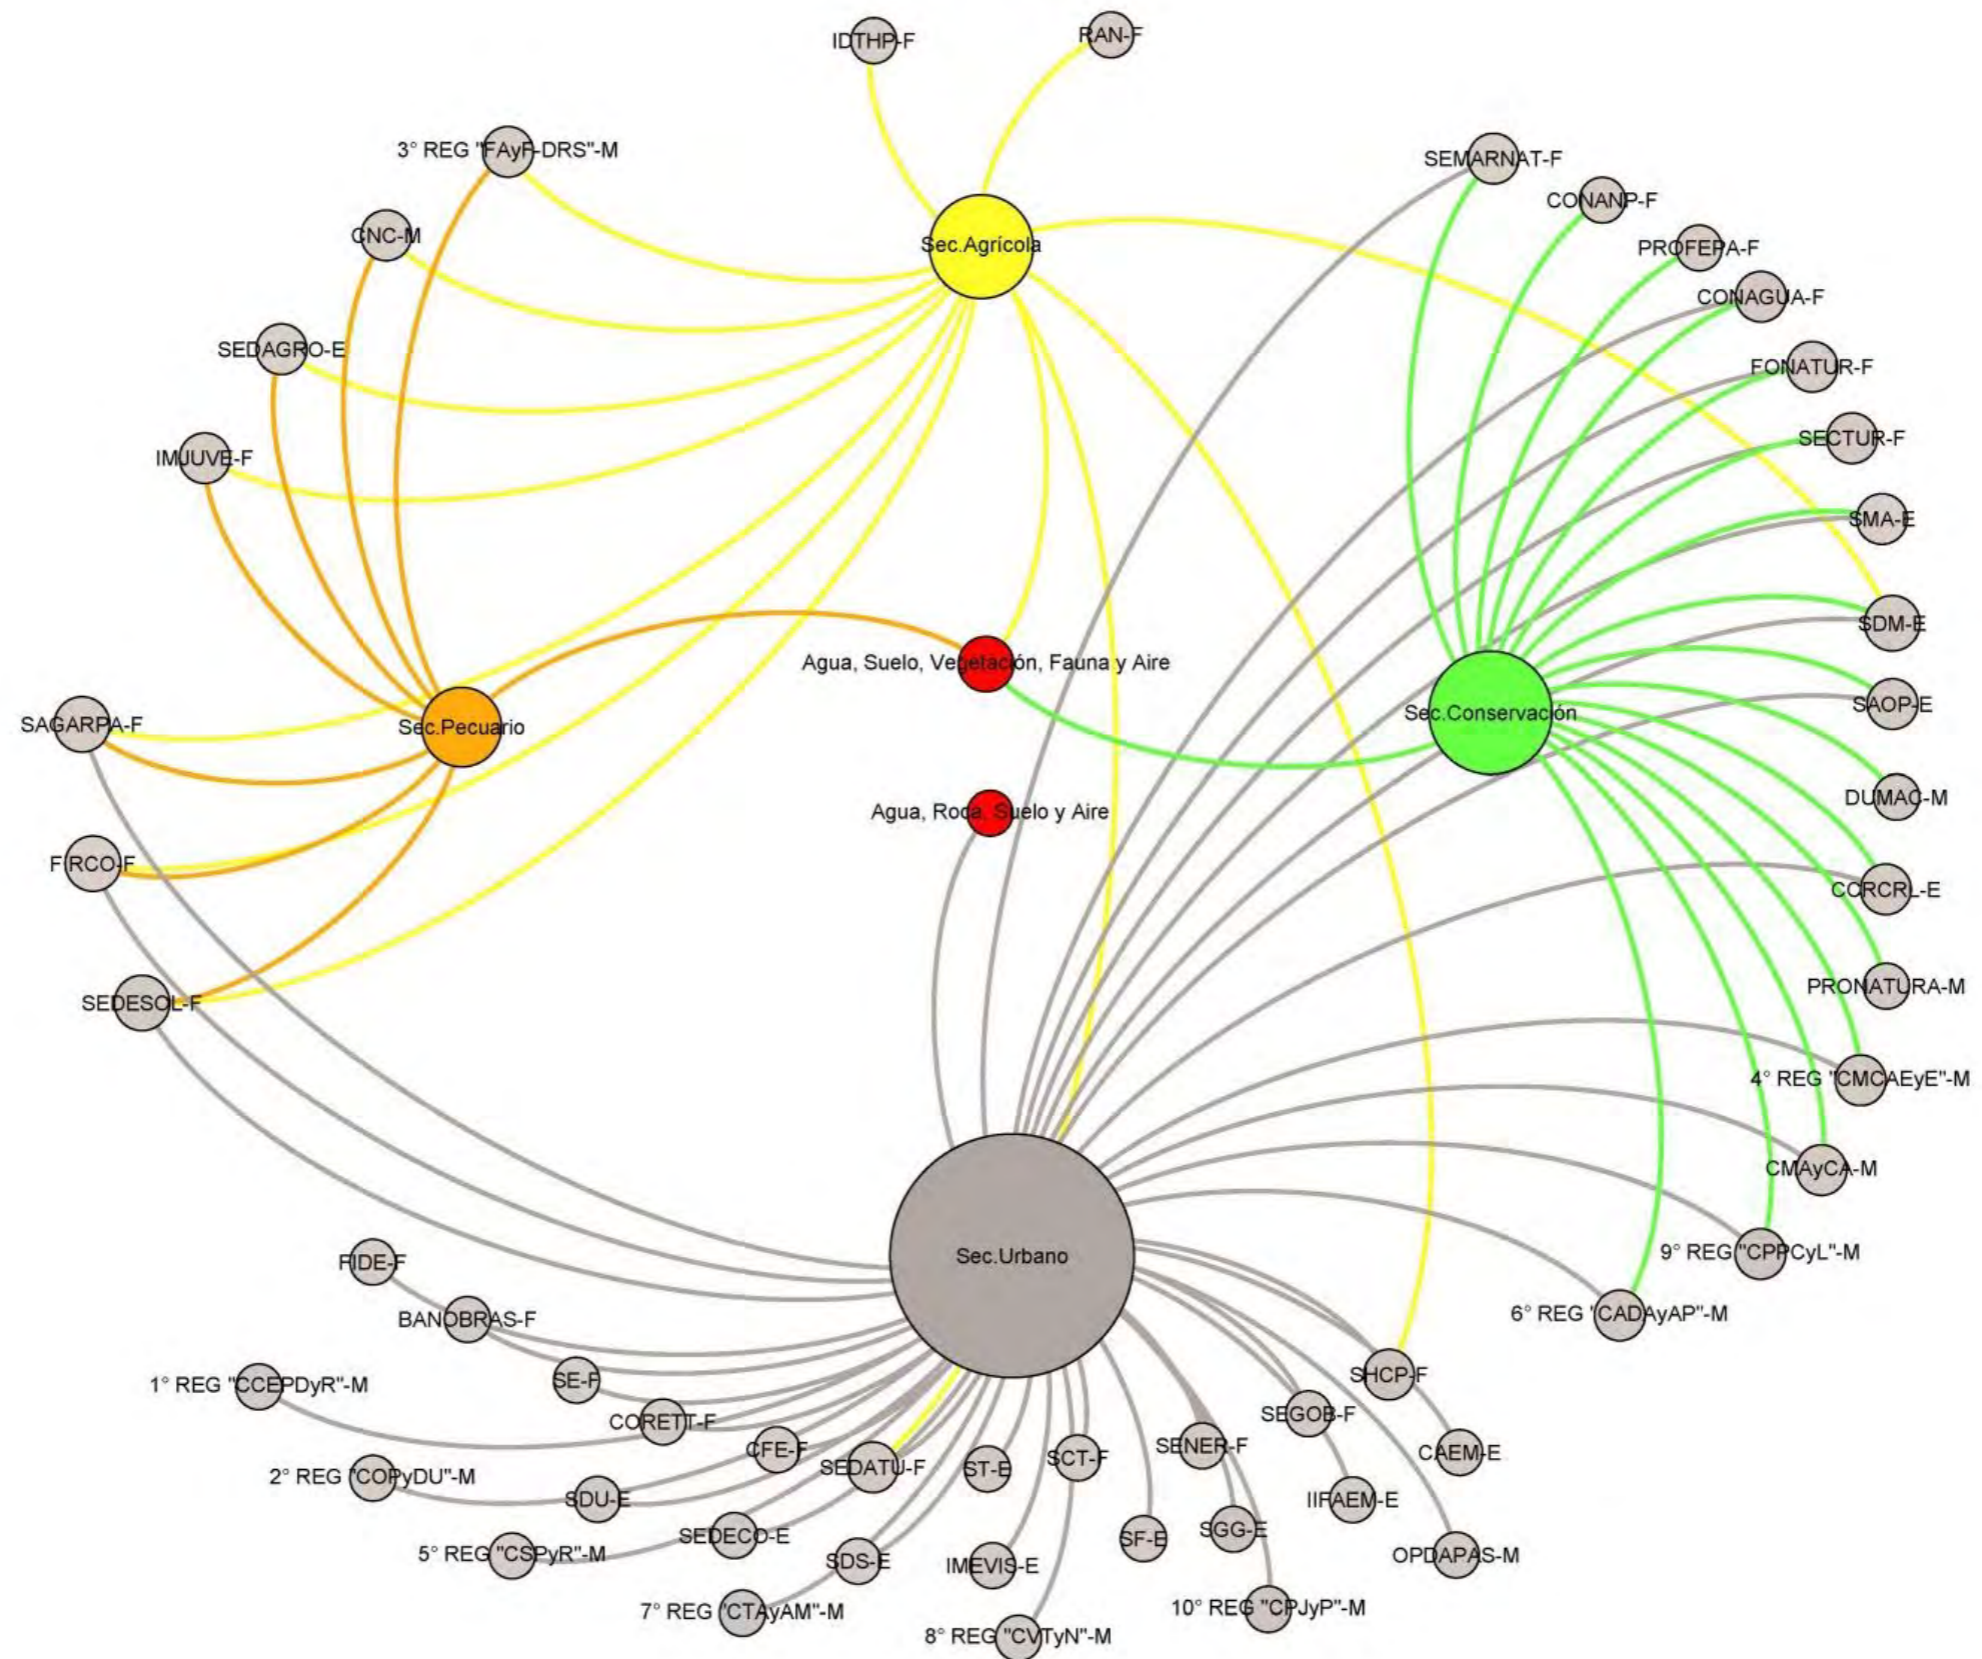 IDTHP-F
RAN-F
3° REG "FAyF-DRS"-M
SEMARNAT-F
CONANP-F
CNC-M
Sec.Agrícola
PROFEPA-F
CONAGUA-F
SEDAGRO-E
FONATUR-F
SECTUR-F
IMJUVE-F
SMA-E
SDM-E
Agua, Suelo, Vegetación, Fauna y Aire
SAGARPA-F
Sec.Pecuario
Sec.Conservación
SAOP-E
DUMAC-M
Agua, Roca, Suelo y Aire
FIRCO-F
CCRCRL-E
PRONATURA-M
SEDESOL-F
4° REG "CMCAEyE"-M
CMAyCA-M
Sec.Urbano
9° REG "CPPCyL"-M
FIDE-F
BANOBRAS-F
6° REG "CADAyAP"-M
SHCP-F
SE-F
1° REG "CCEPDyR"-M
SEGOB-F
CORETT-F
CFE-F
SENER-F
CAEM-E
SEDATU-F
ST-E
SCT-F
2° REG "COPyDU"-M
SDU-E
IIFAEM-E
SEDECO-E
SF-E
SGG-E
5° REG "CSPyR"-M
SDS-E
IMEVIS-E
OPDAPAS-M
7° REG "CTAyAM"-M
10° REG "CPJyP"-M
8° REG "CVTyN"-M